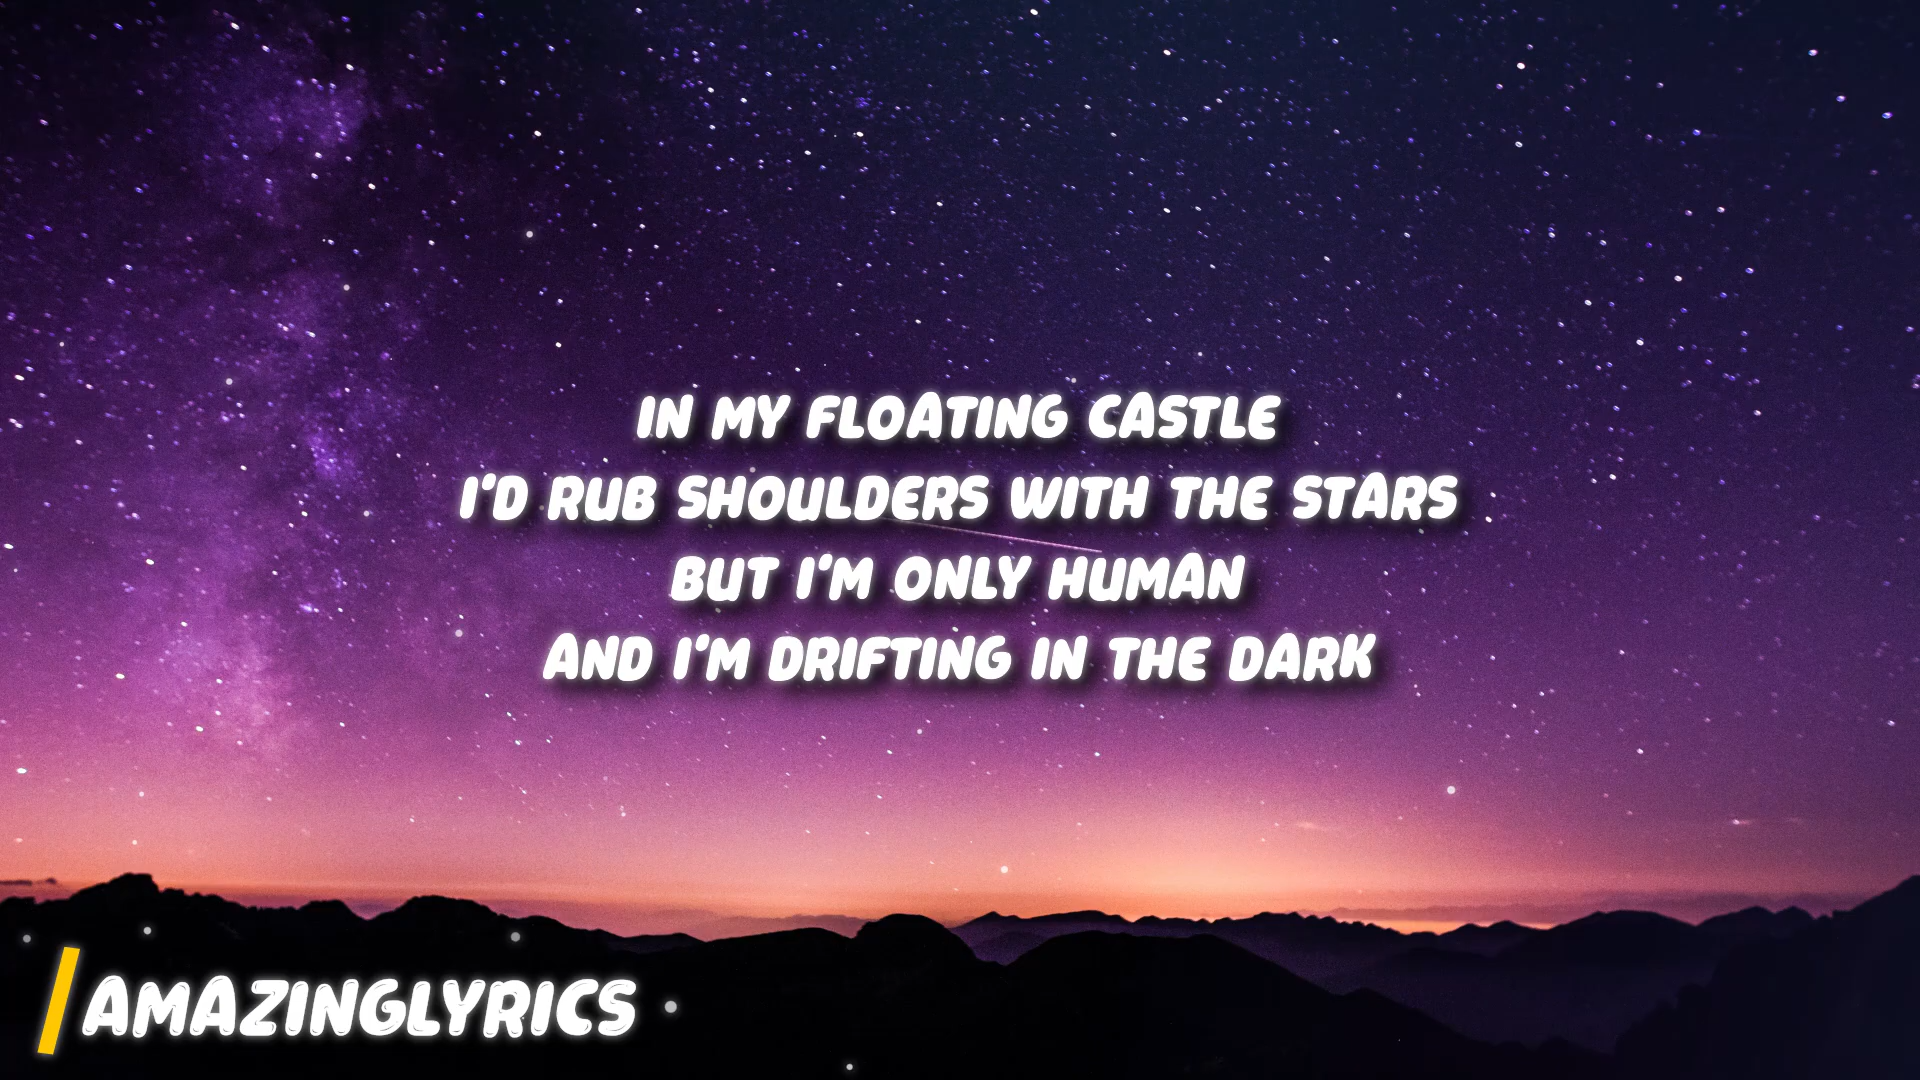 IN MY FLOATING CASTLE
I'D RUB SHOULDERS WITH THE STARS
BUT I'M ONLY HUMAN
AND I'M DRIFTING IN THE DARK
AMAZINGLYRICS